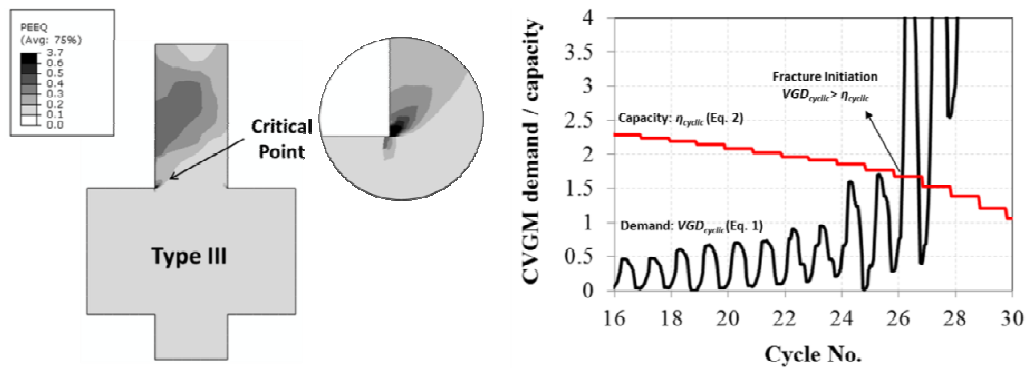 PEEQ
(Avg: 75%)
3.7
0.6
0.5
0.4
0.3
0.2
0.1
0.0
Critical
Point
Type III
CVGM demand / capacity
4
3.5
3
2.5
2
1.5
1
0.5
0
Fracture Initiation
VGDcyclic > ηcyclic
Capacity: ηcyclic (Eq. 2)
Demand: VGDcyclic (Eq. 1)
16 18 20 22 24 26 28 30
Cycle No.